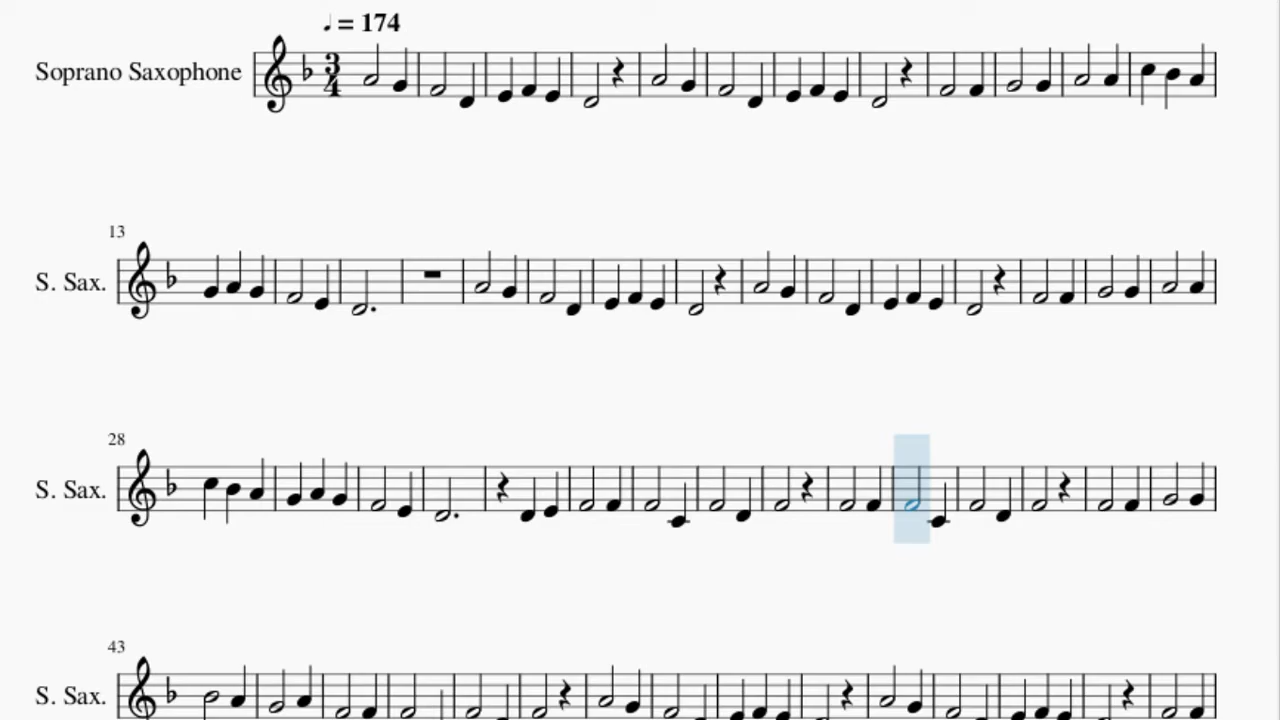 ♩ = 174
Soprano Saxophone
3
4
13
S. Sax.
28
S. Sax.
43
S. Sax.